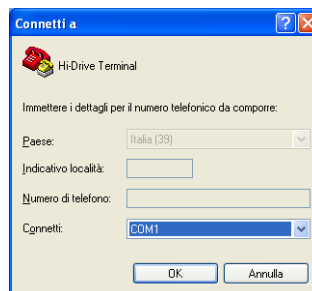 Connetti a
Hi-Drive Terminal
Immettere i dettagli per il numero telefonico da comporre:
Paese: Italia (39)
Indicativo località:
Numero di telefono:
Connetti: COM1
OK Annulla